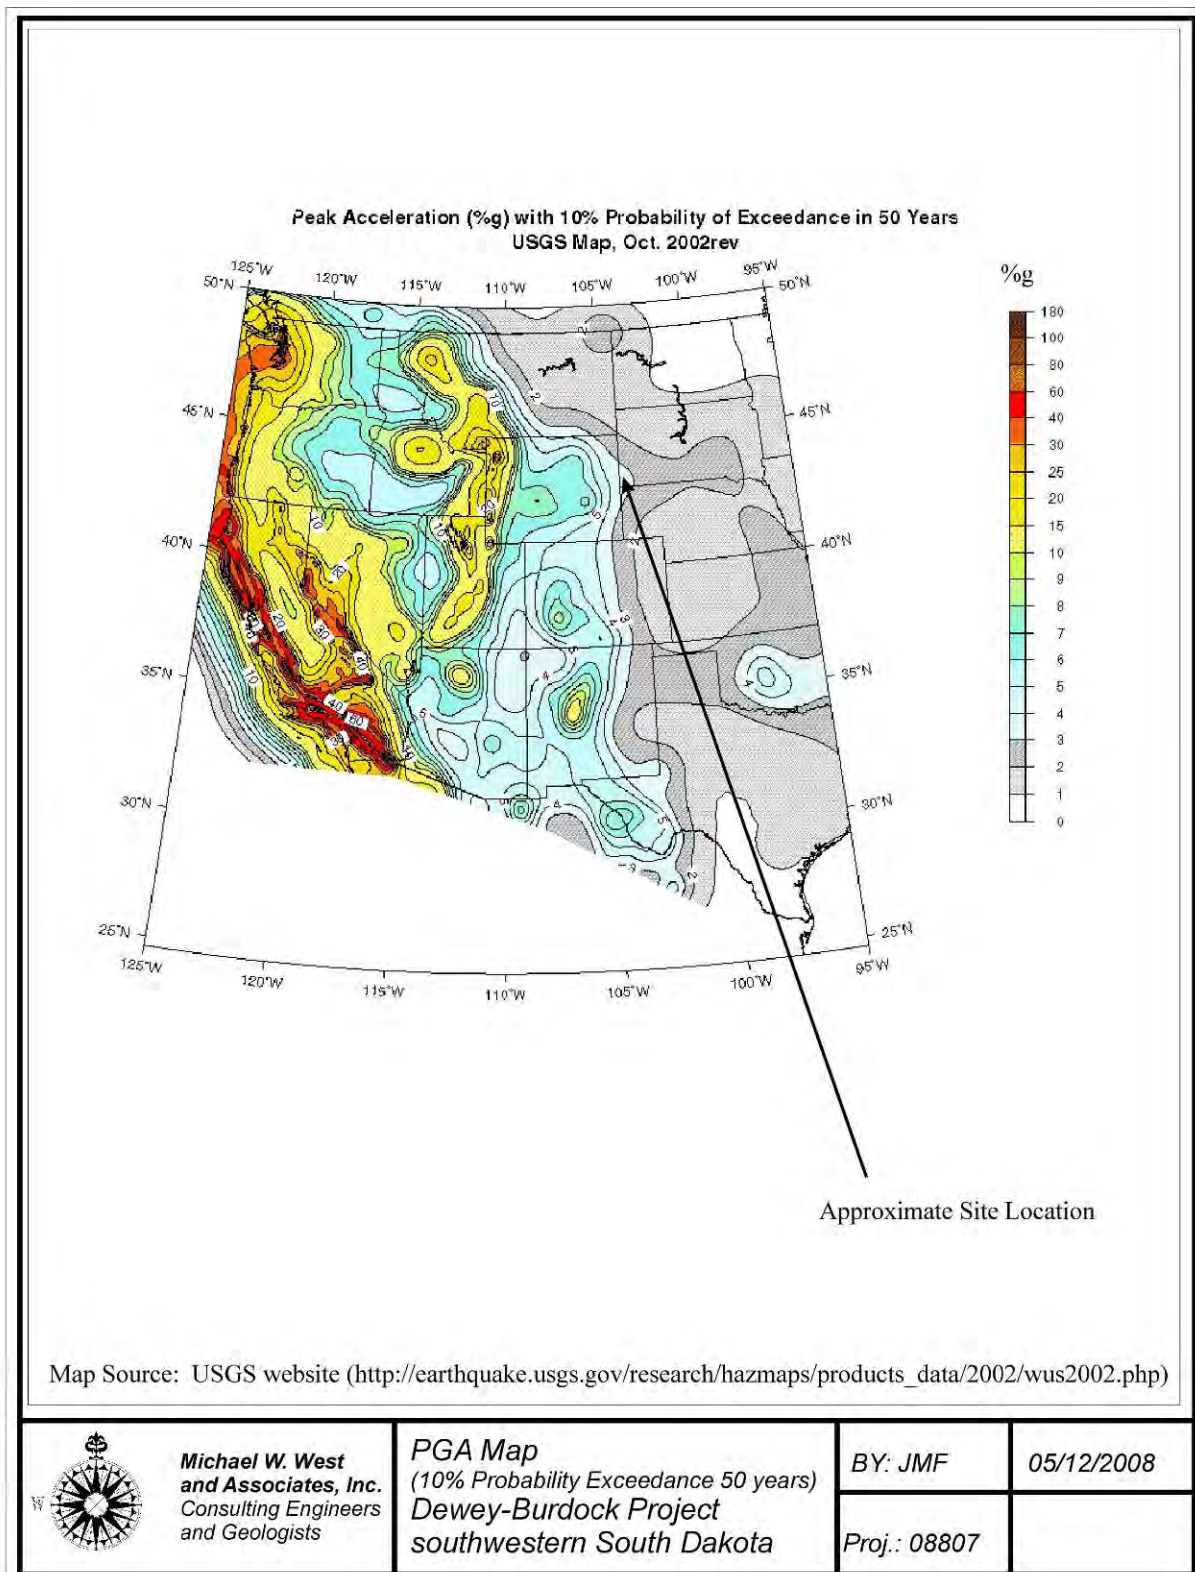 Peak Acceleration (%g) with 10% Probability of Exceedance in 50 Years
USGS Map, Oct. 2002rev
125°W
120°W
115°W
110°W
105°W
100°W
95°W
50°N
50°N
45°N
45°N
40°N
40°N
35°N
35°N
30°N
30°N
25°N
25°N
125°W
120°W
115°W
110°W
105°W
100°W
95°W
%g
180
100
80
60
40
30
25
20
15
10
9
8
7
6
5
4
3
2
1
0
Approximate Site Location
Map Source: USGS website (http://earthquake.usgs.gov/research/hazmaps/products_data/2002/wus2002.php)
W
Michael W. West
and Associates, Inc.
Consulting Engineers
and Geologists
PGA Map
(10% Probability Exceedance 50 years)
Dewey-Burdock Project
southwestern South Dakota
BY: JMF
05/12/2008
Proj.: 08807